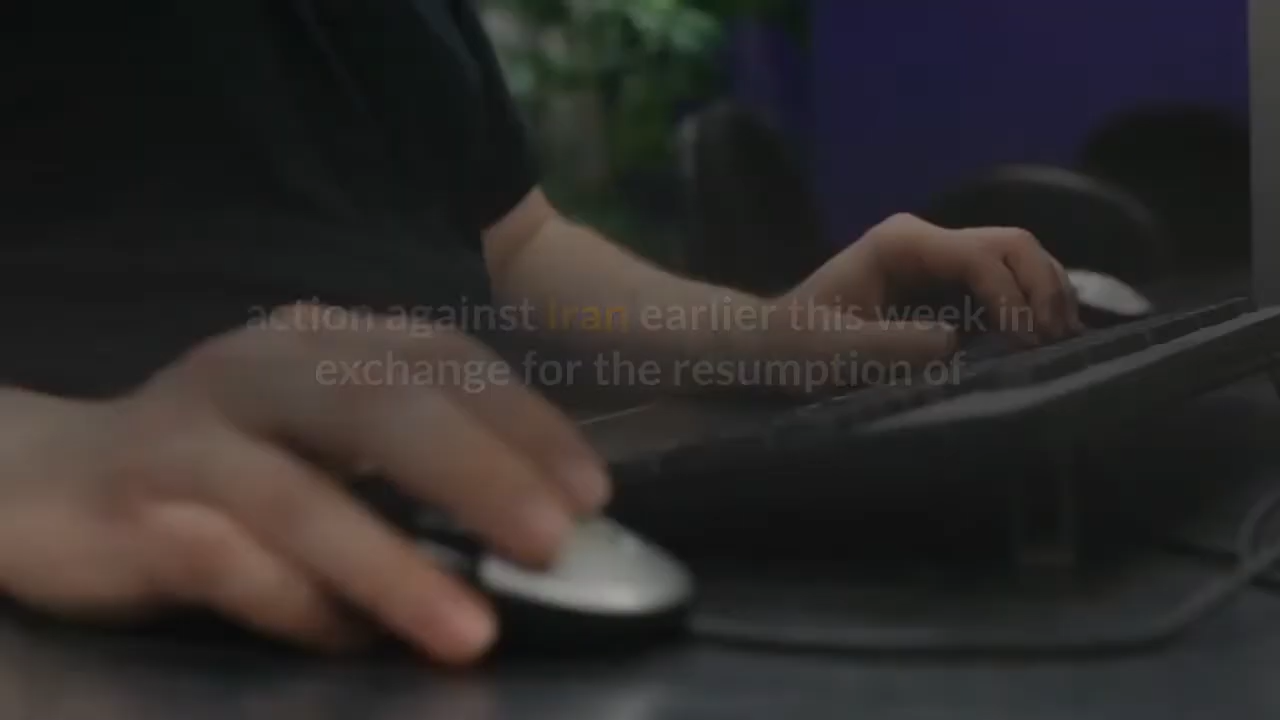 action against Iran earlier this week in
exchange for the resumption of